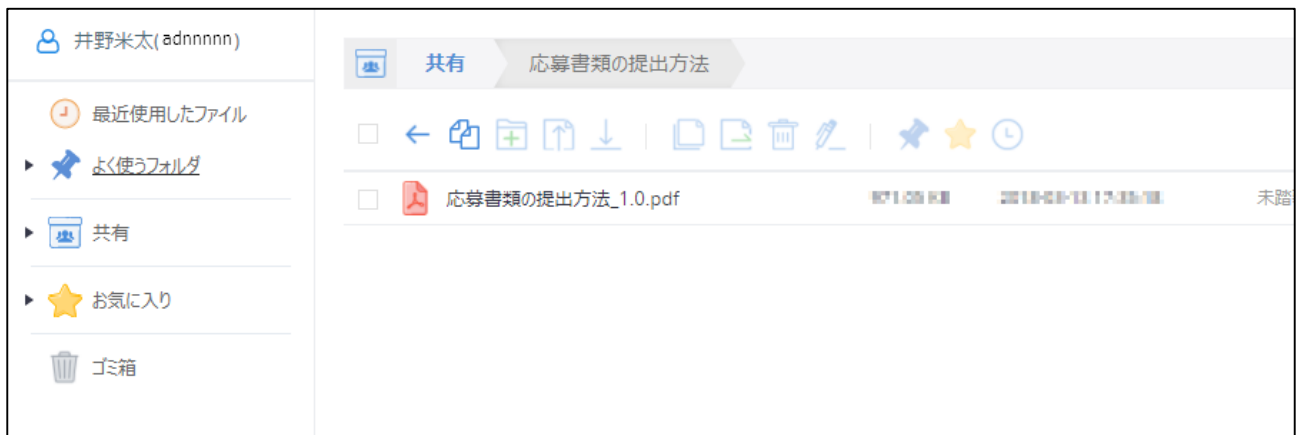 井野米太(adnnnnn)
最近使用したファイル
よく使うフォルダ
共有
お気に入り
ゴミ箱
共有 応募書類の提出方法
応募書類の提出方法_1.0.pdf 未踏